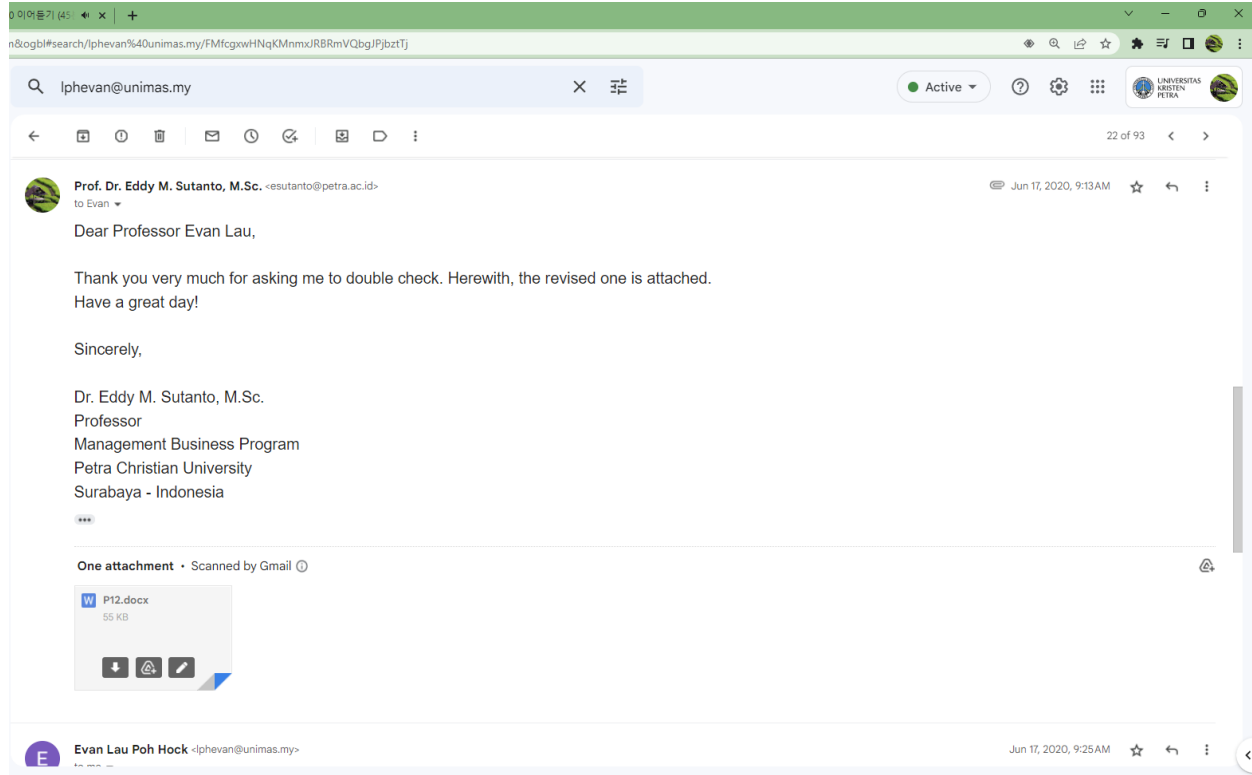 0 이어듣기 (45
m&ogbl#search/lphevan%40unimas.my/FMfcgxwHNqKMnmxJRBRmVQbgJPjbztTj
lphevan@unimas.my
Active
UNIVERSITAS
KRISTEN
PETRA
22 of 93
Prof. Dr. Eddy M. Sutanto, M.Sc. <esutanto@petra.ac.id>
Jun 17, 2020, 9:13 AM
to Evan
Dear Professor Evan Lau,
Thank you very much for asking me to double check. Herewith, the revised one is attached.
Have a great day!
Sincerely,
Dr. Eddy M. Sutanto, M.Sc.
Professor
Management Business Program
Petra Christian University
Surabaya - Indonesia
One attachment • Scanned by Gmail
W P12.docx
55 KB
E
Evan Lau Poh Hock <lphevan@unimas.my>
Jun 17, 2020, 9:25 AM